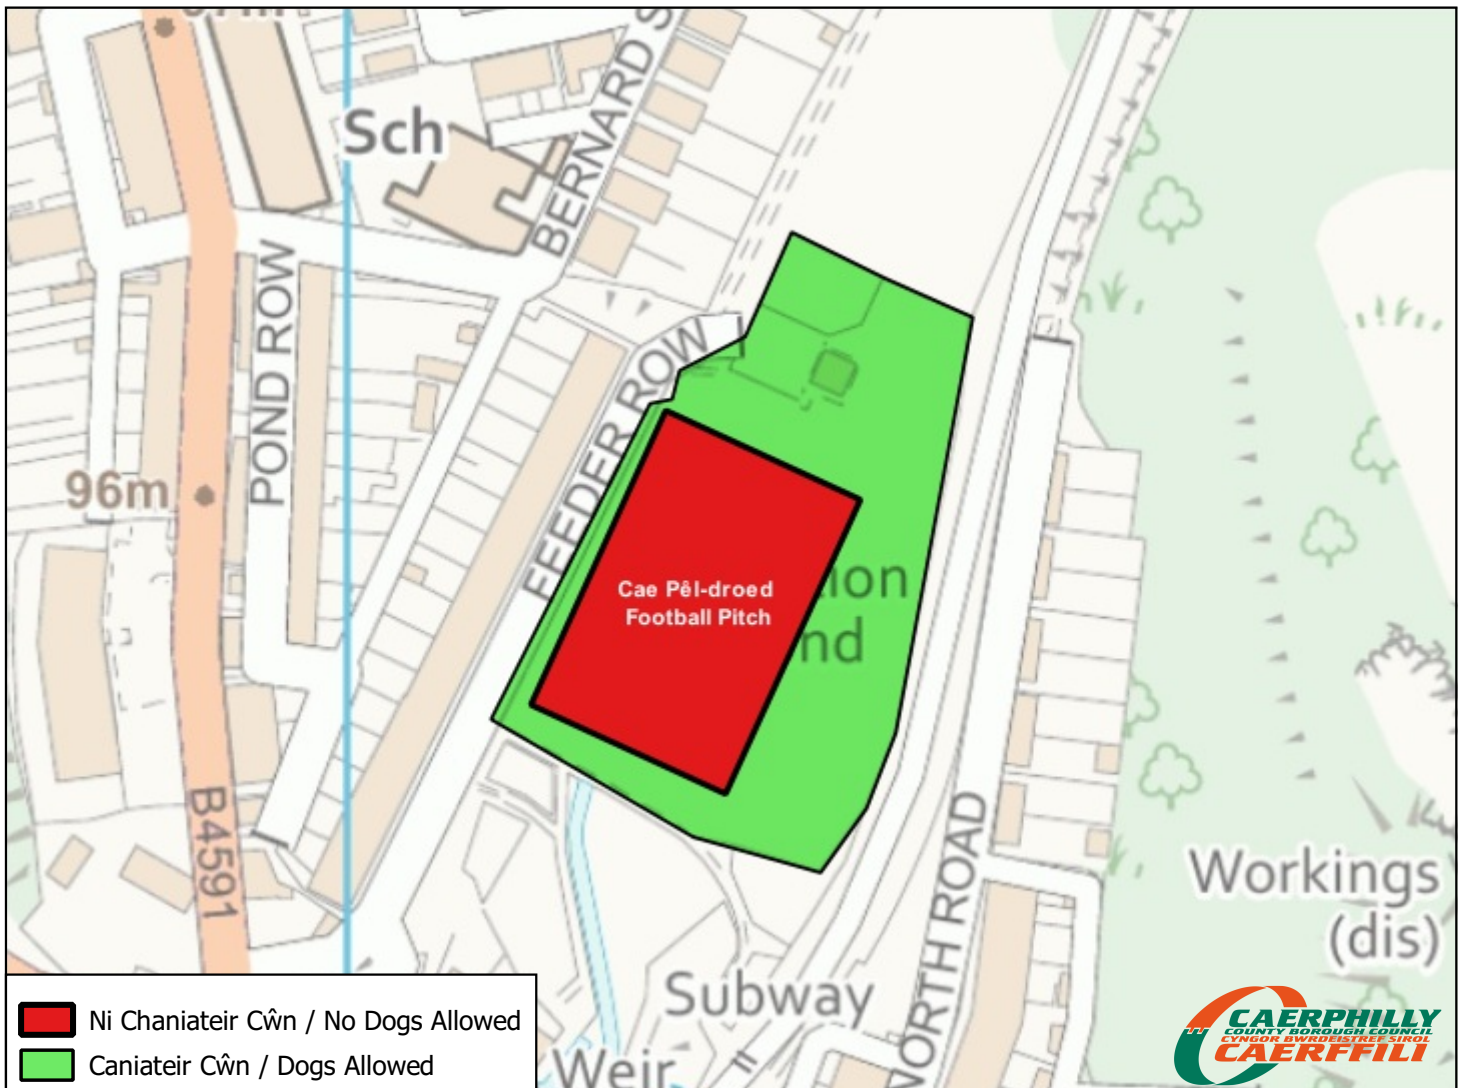 Sch
BERNARD S
POND ROW
FEEDER ROW
96m
Cae Pêl-droed
Football Pitch
ion
nd
B4591
NORTH ROAD
Workings
(dis)
Subway
Weir
Ni Chaniateir Cŵn / No Dogs Allowed
Caniateir Cŵn / Dogs Allowed
CAERPHILLY
COUNTY BOROUGH COUNCIL
CYNGOR BWRDEISTREF SIROL
CAERFFILI